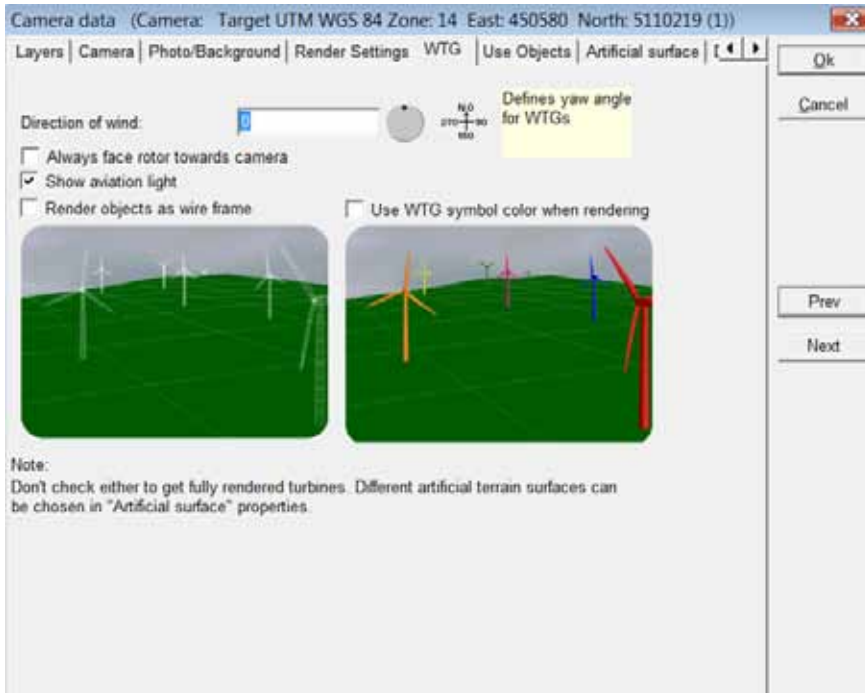 Camera data (Camera: Target UTM WGS 84 Zone: 14 East: 450580 North: 5110219 (1))
Layers Camera Photo/Background Render Settings WTG Use Objects Artificial surface
Ok
Cancel
Direction of wind: 0
N,0
270 90
180
Defines yaw angle
for WTGs
Always face rotor towards camera
Show aviation light
Render objects as wire frame Use WTG symbol color when rendering
Prev
Next
Note:
Don't check either to get fully rendered turbines. Different artificial terrain surfaces can
be chosen in "Artificial surface" properties.